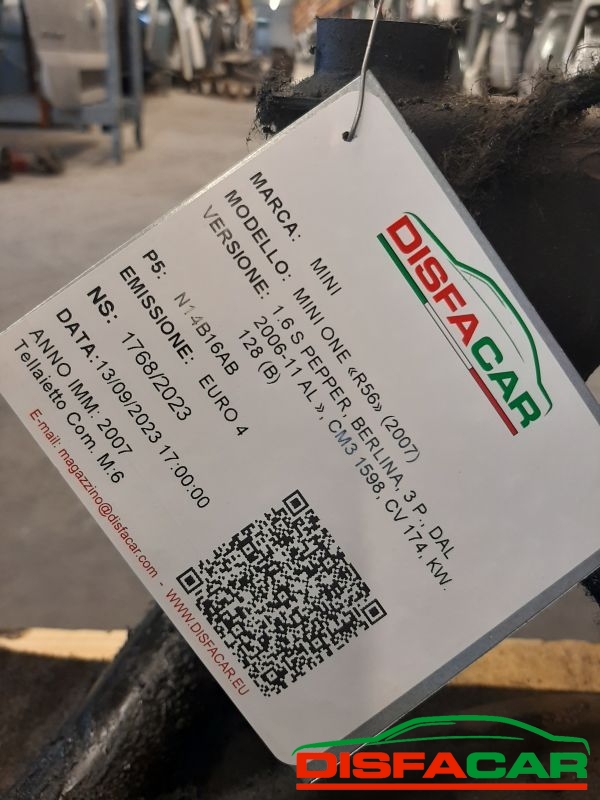 DISFACAR
MARCA: MINI
MODELLO: MINI ONE «R56» (2007)
VERSIONE: 1.6 S PEPPER, BERLINA, 3 P., DAL
2006-11 AL », CM3 1598, CV 174, KW.
128 (B)
P5: N14B16AB
EMISSIONE: EURO 4
NS: 1768/2023
DATA:13/09/2023 17:00:00
ANNO IMM: 2007
Tellaietto Com. M:6
E-mail: magazzino@disfacar.com - WWW.DISFACAR.EU
DISFACAR